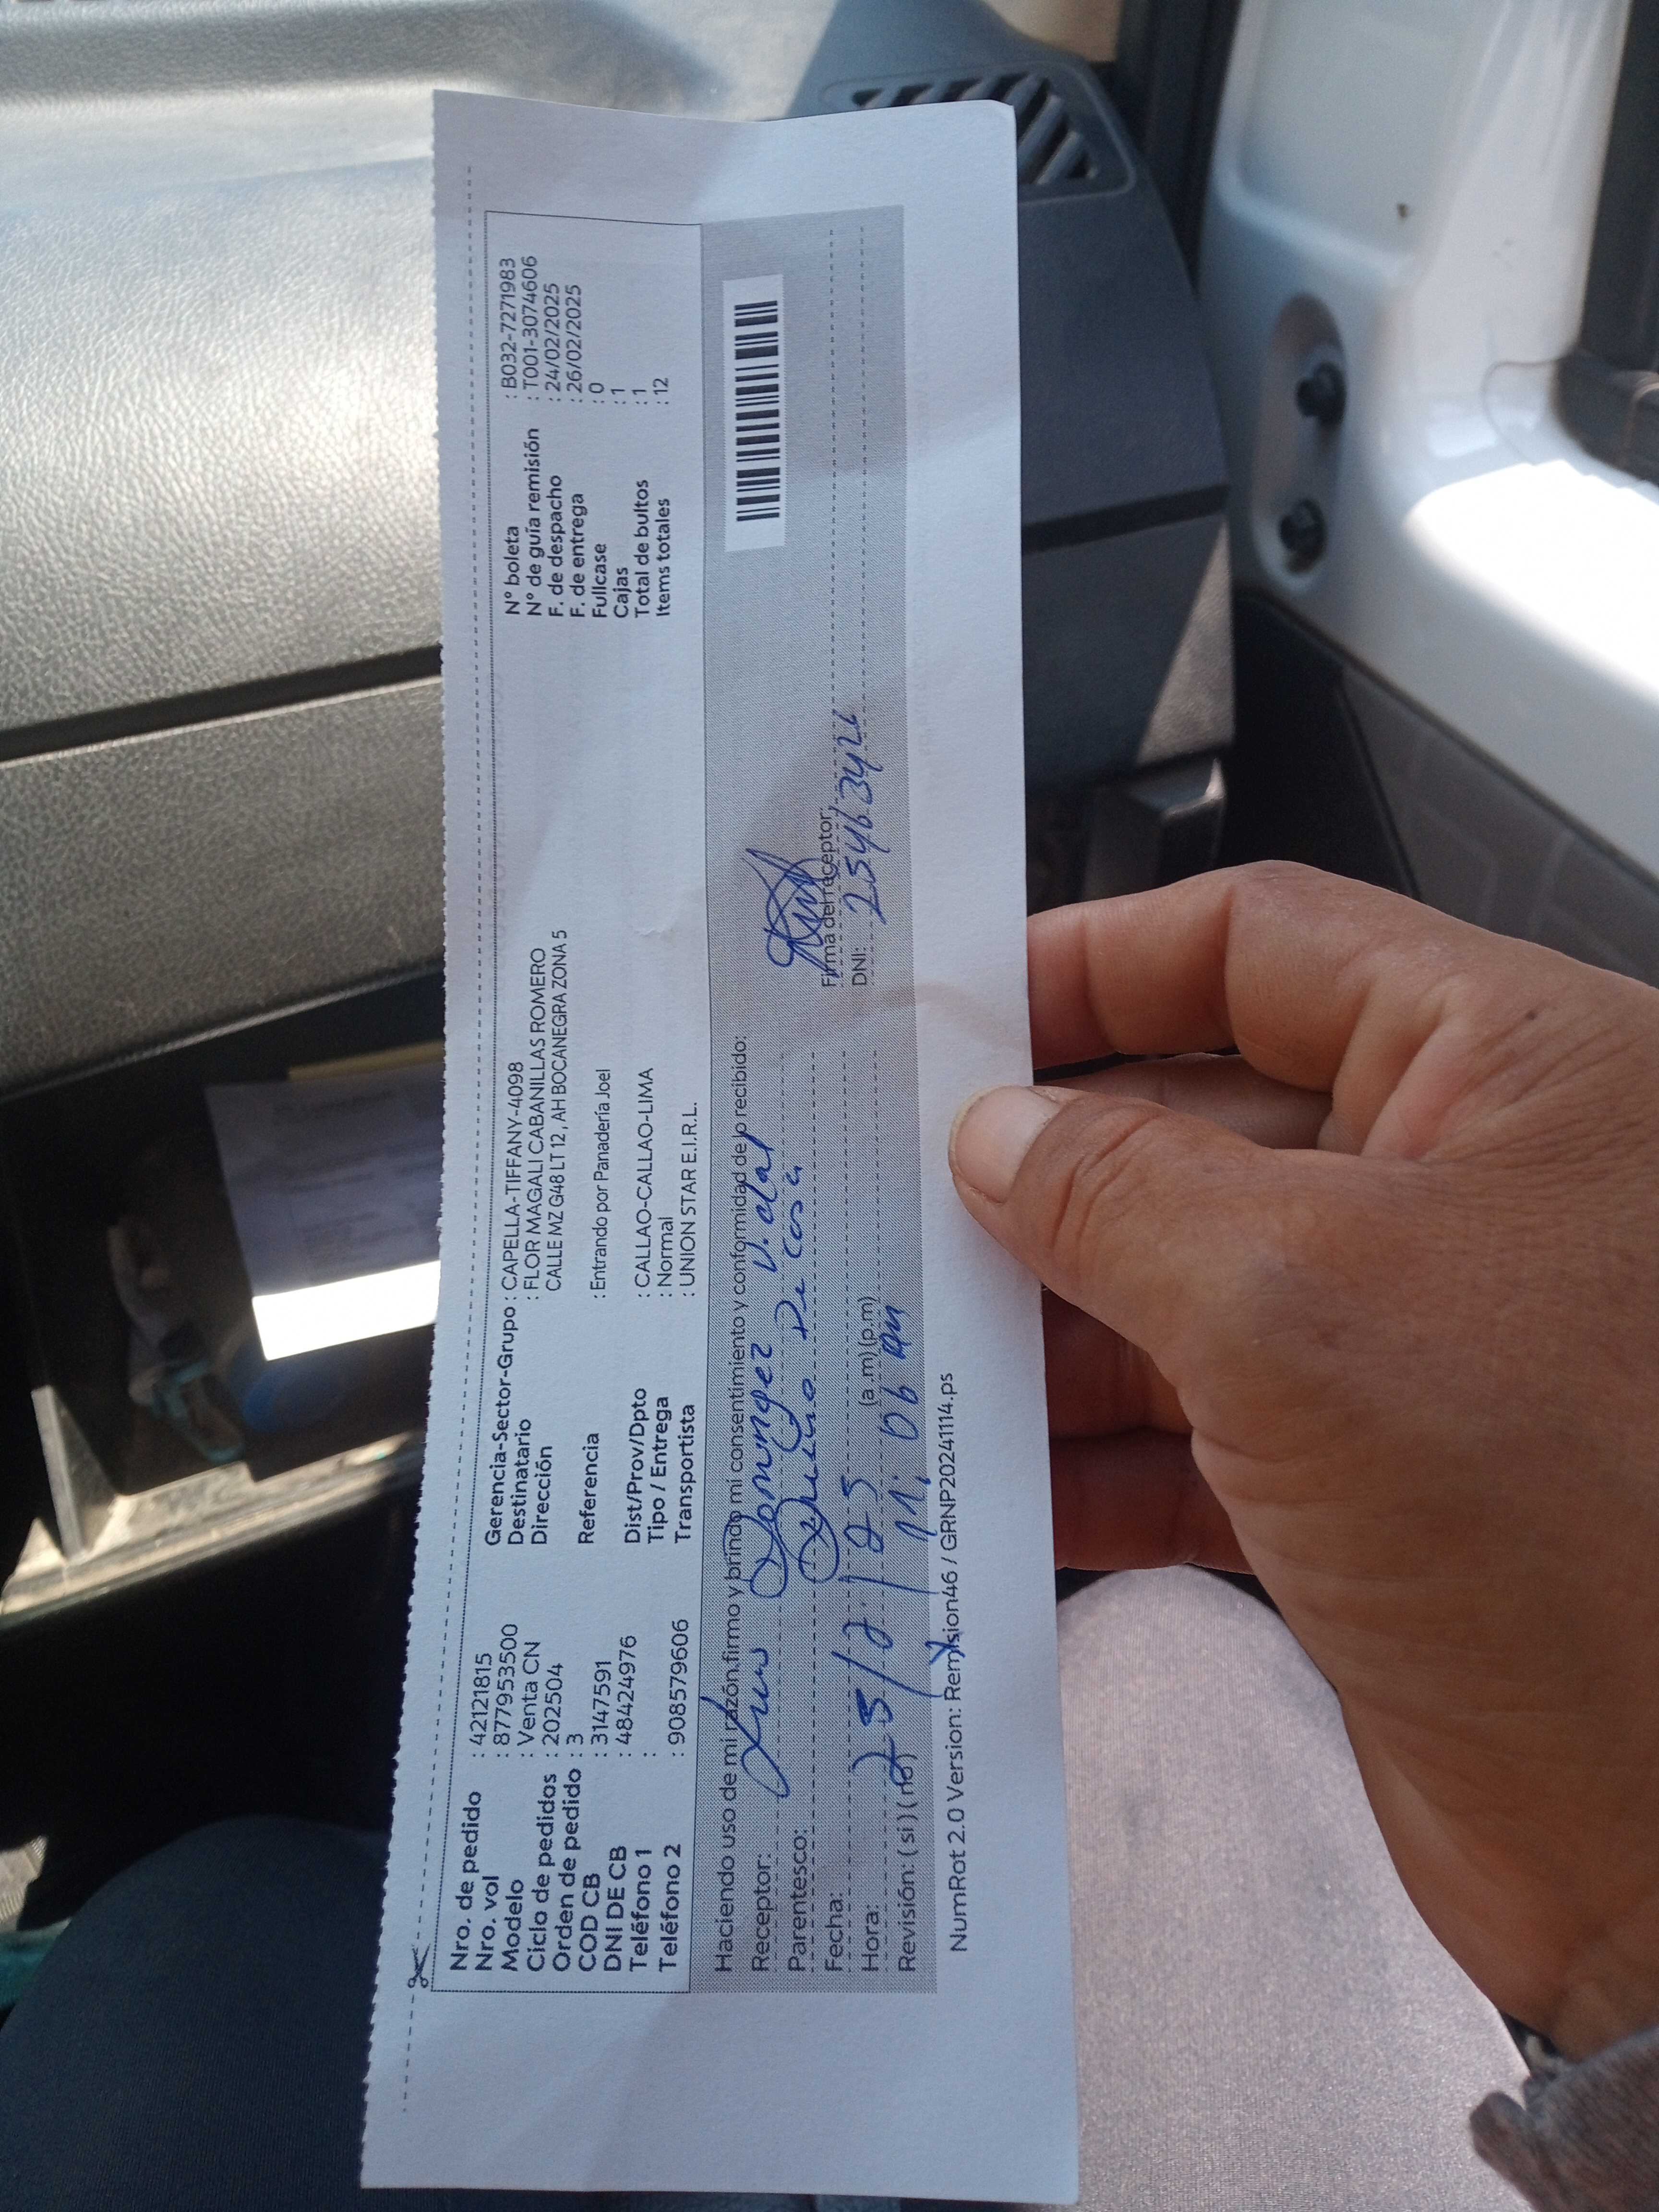 Nro. de pedido : 42121815
Nro. vol : 877953500
Modelo : Venta CN
Ciclo de pedidos : 202504
Orden de pedido : 3
COD CB : 3147591
DNI DE CB : 48424976
Teléfono 1 :
Teléfono 2 : 908579606
Gerencia-Sector-Grupo : CAPELLA-TIFFANY-4098
Destinatario : FLOR MAGALI CABANILLAS ROMERO
Dirección CALLE MZ G48 LT 12, AH BOCANEGRA ZONA 5
Referencia : Entrando por Panadería Joel
Dist/Prov/Dpto : CALLAO-CALLAO-LIMA
Tipo / Entrega : Normal
Transportista : UNION STAR E.I.R.L.
N° boleta : B032-7271983
N° de guía remisión : T001-3074606
F. de despacho : 24/02/2025
F. de entrega : 26/02/2025
Fullcase : 0
Cajas : 1
Total de bultos : 1
Items totales : 12
Haciendo uso de mi razón, firmo y brindo mi consentimiento y conformidad de lo recibido:
Receptor:
Parentesco: Dueño De casa
Fecha: 25/2/25
Hora: (a .m) (p.m)
Revisión: ( si ) ( no ) 11:06 Am
Firma del receptor:
DNI: 25463426
NumRot 2.0 Version: Remision46 / GRNP20241114.ps